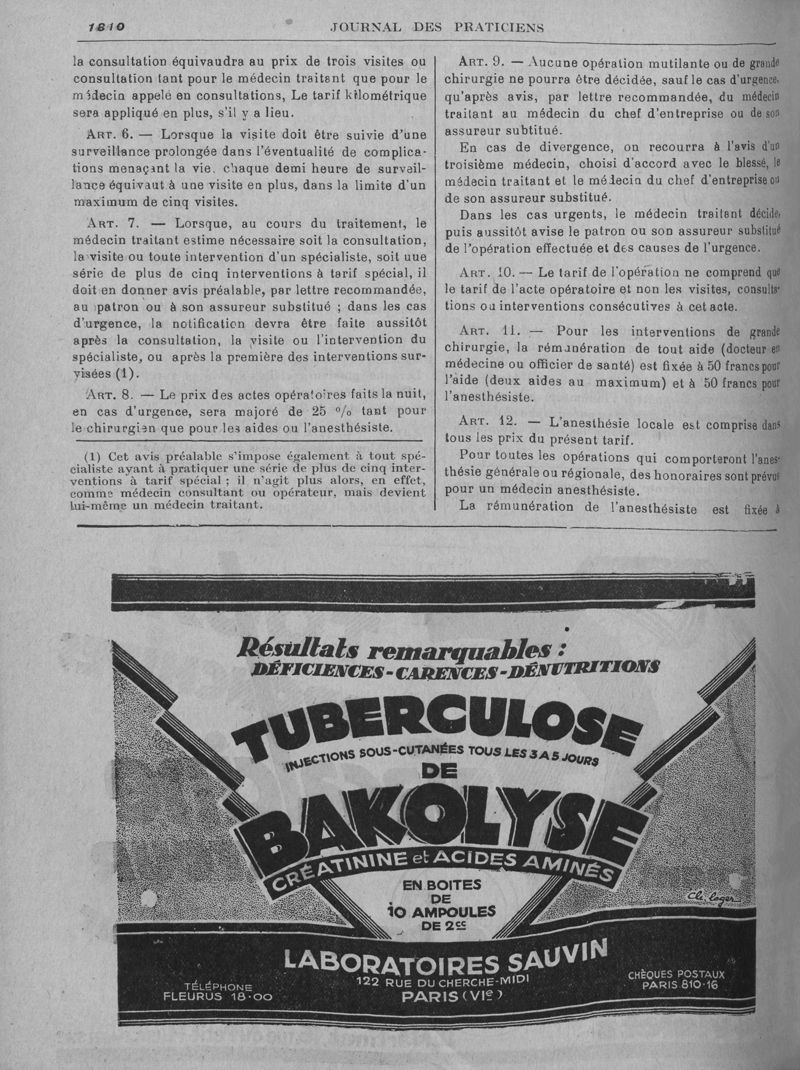 1810
JOURNAL DES PRATICIENS
la consultation équivaudra au prix de trois visites ou
consultation tant pour le médecin traitant que pour le
médecin appelé en consultations, Le tarif kilométrique
sera appliqué en plus, s'il y a lieu.
ART. 6. — Lorsque la visite doit être suivie d'une
surveillance prolongée dans l'éventualité de complica-
tions menaçant la vie, chaque demi heure de surveil-
lance équivaut à une visite en plus, dans la limite d'un
maximum de cinq visites.
ART. 7. — Lorsque, au cours du traitement, le
médecin traitant estime nécessaire soit la consultation,
la visite ou toute intervention d'un spécialiste, soit uue
série de plus de cinq interventions à tarif spécial, il
doit en donner avis préalable, par lettre recommandée,
au patron ou à son assureur substitué ; dans les cas
d'urgence, la notification devra être faite aussitôt
après la consultation, la visite ou l'intervention du
spécialiste, ou après la première des interventions sur-
visées (1).
ART. 8. — Le prix des actes opératoires faits la nuit,
en cas d'urgence, sera majoré de 25 % tant pour
le chirurgien que pour les aides ou l'anesthésiste.
(1) Cet avis préalable s'impose également à tout spé-
cialiste ayant à pratiquer une série de plus de cinq inter-
ventions à tarif spécial ; il n'agit plus alors, en effet,
comme médecin consultant ou opérateur, mais devient
lui-même un médecin traitant.
ART. 9. — Aucune opération mutilante ou de grande
chirurgie ne pourra être décidée, sauf le cas d'urgence,
qu'après avis, par lettre recommandée, du médecin
traitant au médecin du chef d'entreprise ou de son
assureur subtitué.
En cas de divergence, on recourra à l'avis d'un
troisième médecin, choisi d'accord avec le blessé, le
médecin traitant et le médecin du chef d'entreprise ou
de son assureur substitué.
Dans les cas urgents, le médecin traitant décide,
puis aussitôt avise le patron ou son assureur substitué
de l'opération effectuée et des causes de l'urgence.
ART. 10. — Le tarif de l'opération ne comprend que
le tarif de l'acte opératoire et non les visites, consulta-
tions ou interventions consécutives à cet acte.
ART. 11. — Pour les interventions de grande
chirurgie, la rémunération de tout aide (docteur en
médecine ou officier de santé) est fixée à 50 francs pour
l'aide (deux aides au maximum) et à 50 francs pour
l'anesthésiste.
ART. 12. — L'anesthésie locale est comprise dans
tous les prix du présent tarif.
Pour toutes les opérations qui comporteront l'anes-
thésie générale ou régionale, des honoraires sont prévus
pour un médecin anesthésiste.
La rémunération de l'anesthésiste est fixée à
Résultats remarquables :
DÉFICIENCES - CARENCES - DÉNUTRITIONS
TUBERCULOSE
INJECTIONS SOUS-CUTANÉES TOUS LES 3 A 5 JOURS
DE
BAKOLYSE
CRÉATININE et ACIDES AMINÉS
EN BOITES
DE
10 AMPOULES
DE 2cc
Ch. Loger
LABORATOIRES SAUVIN
122 RUE DU CHERCHE-MIDI
PARIS (VIe)
TÉLÉPHONE
FLEURUS 18-00
CHÈQUES POSTAUX
PARIS 810-16